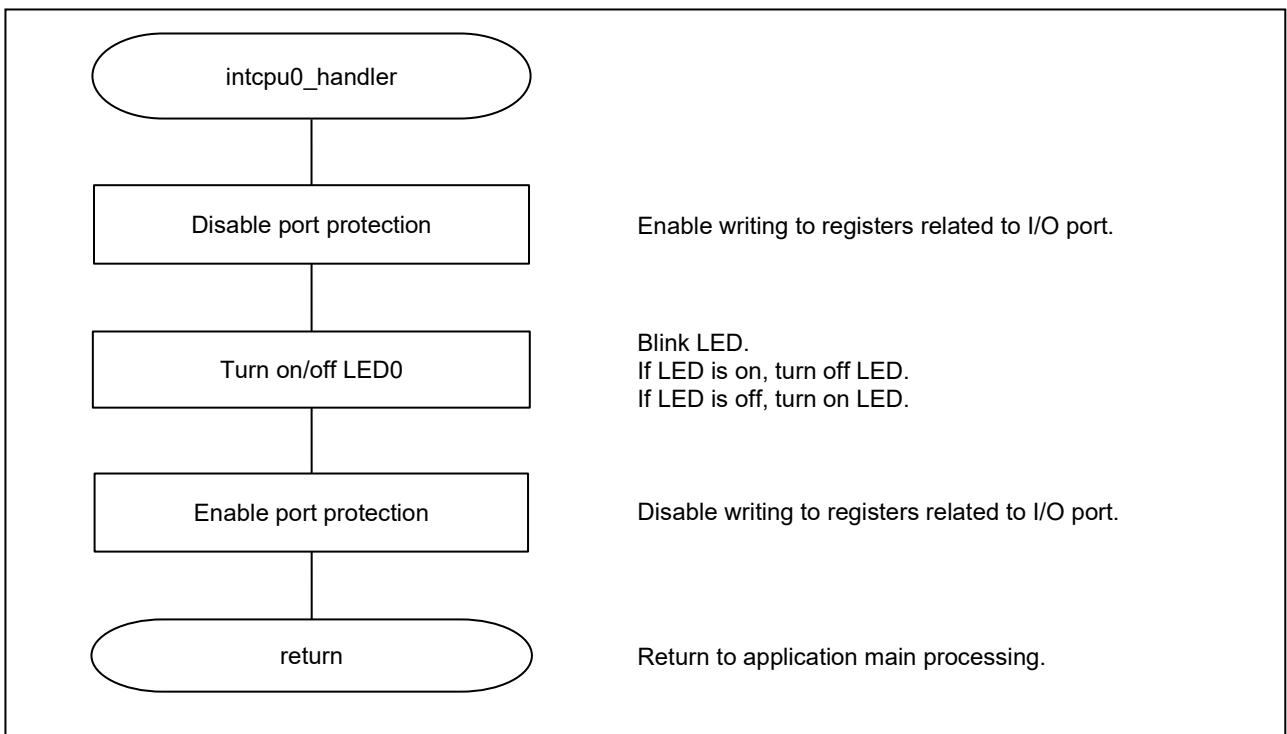 intcpu0_handler
Disable port protection
Enable writing to registers related to I/O port.
Turn on/off LED0
Blink LED.
If LED is on, turn off LED.
If LED is off, turn on LED.
Enable port protection
Disable writing to registers related to I/O port.
return
Return to application main processing.